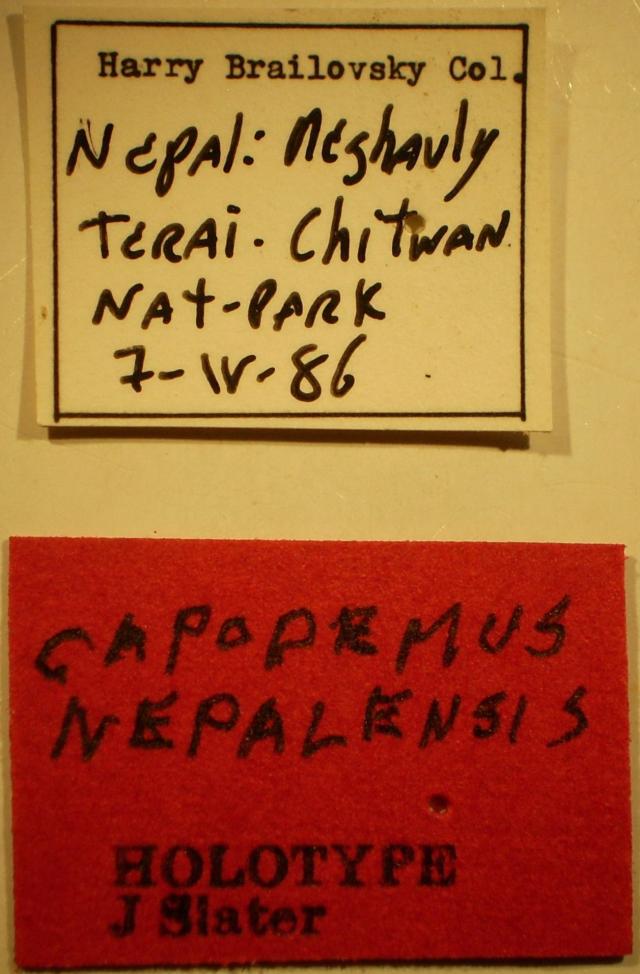 Harry Brailovsky Col.
Nepal: Meghauly
TERAi. ChiTWAN
NAT-PARK
7-IV-86
CAPODEMUS
NEPALENSIS
HOLOTYPE
J Slater